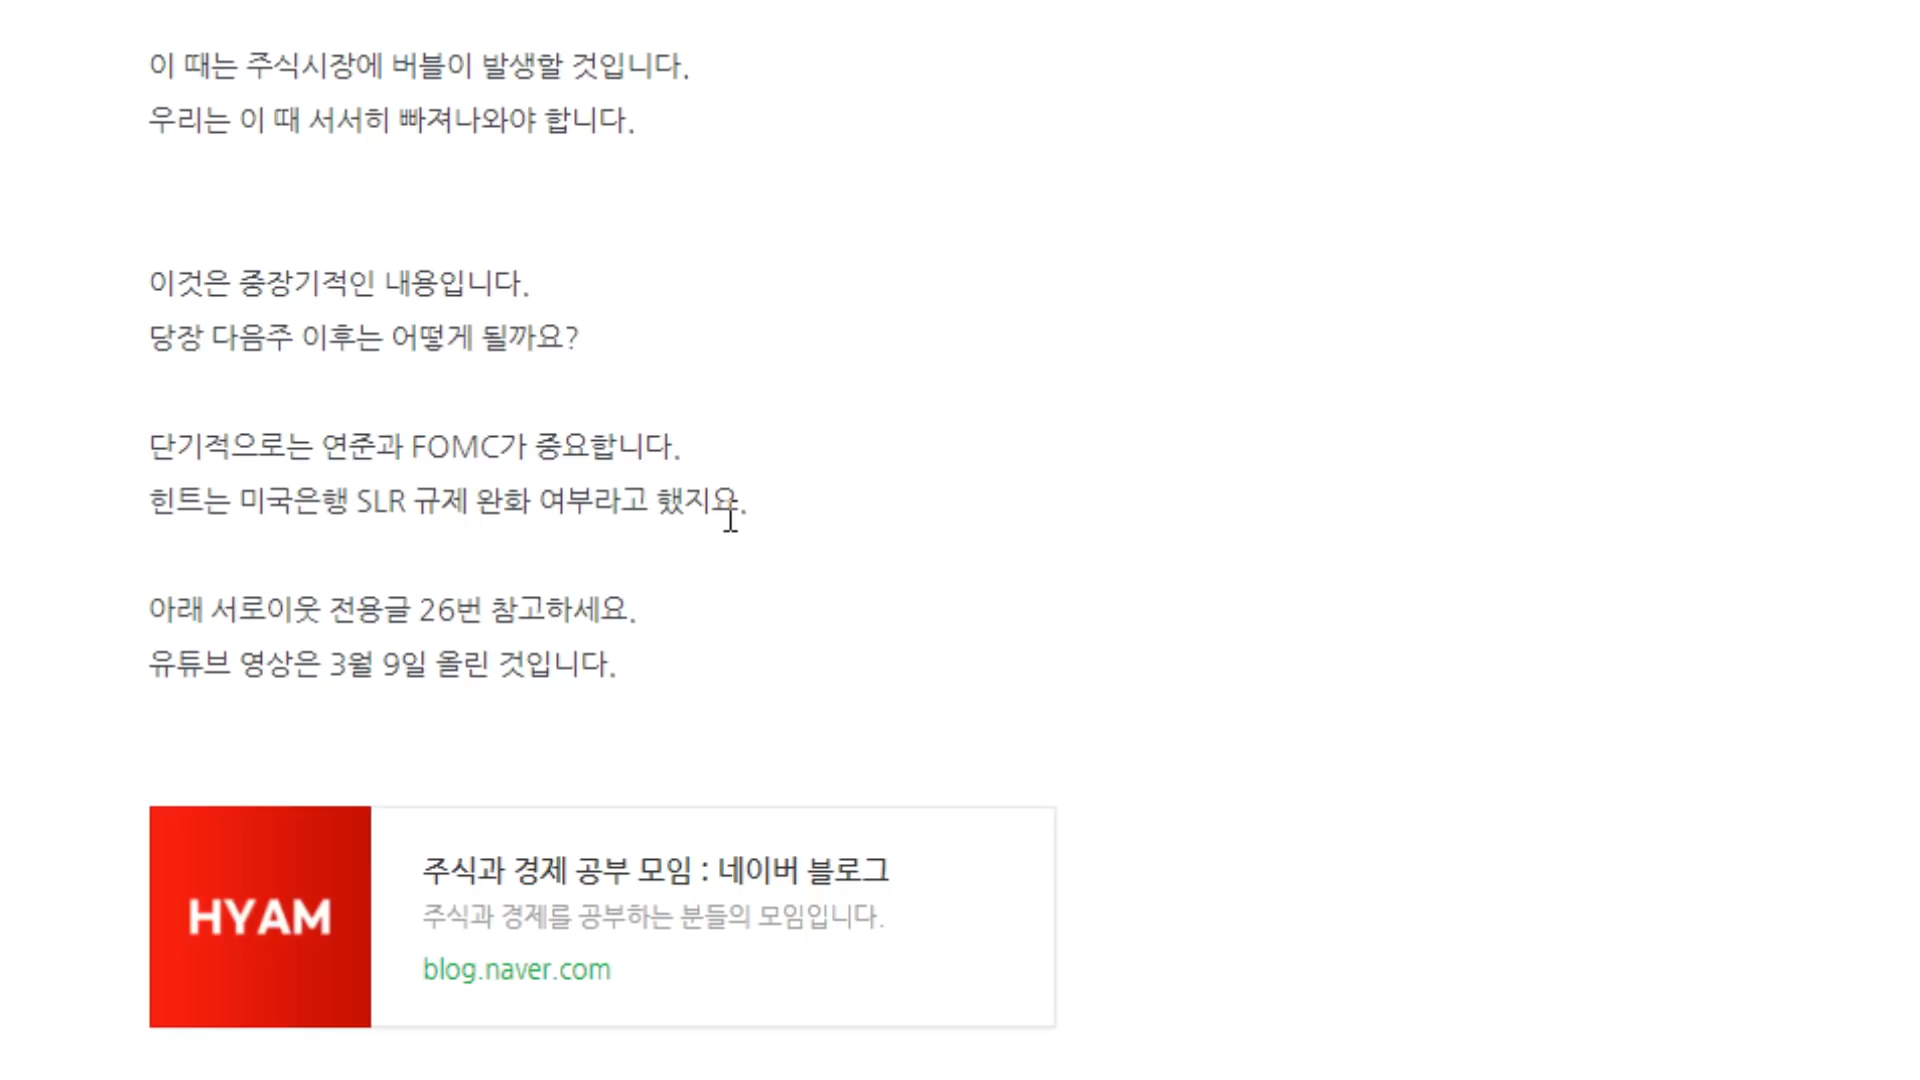 이 때는 주식시장에 버블이 발생할 것입니다.
우리는 이 때 서서히 빠져나와야 합니다.
이것은 중장기적인 내용입니다.
당장 다음주 이후는 어떻게 될까요?
단기적으로는 연준과 FOMC가 중요합니다.
힌트는 미국은행 SLR 규제 완화 여부라고 했지요.
아래 서로이웃 전용글 26번 참고하세요.
유튜브 영상은 3월 9일 올린 것입니다.
HYAM
주식과 경제 공부 모임 : 네이버 블로그
주식과 경제를 공부하는 분들의 모임입니다.
blog.naver.com